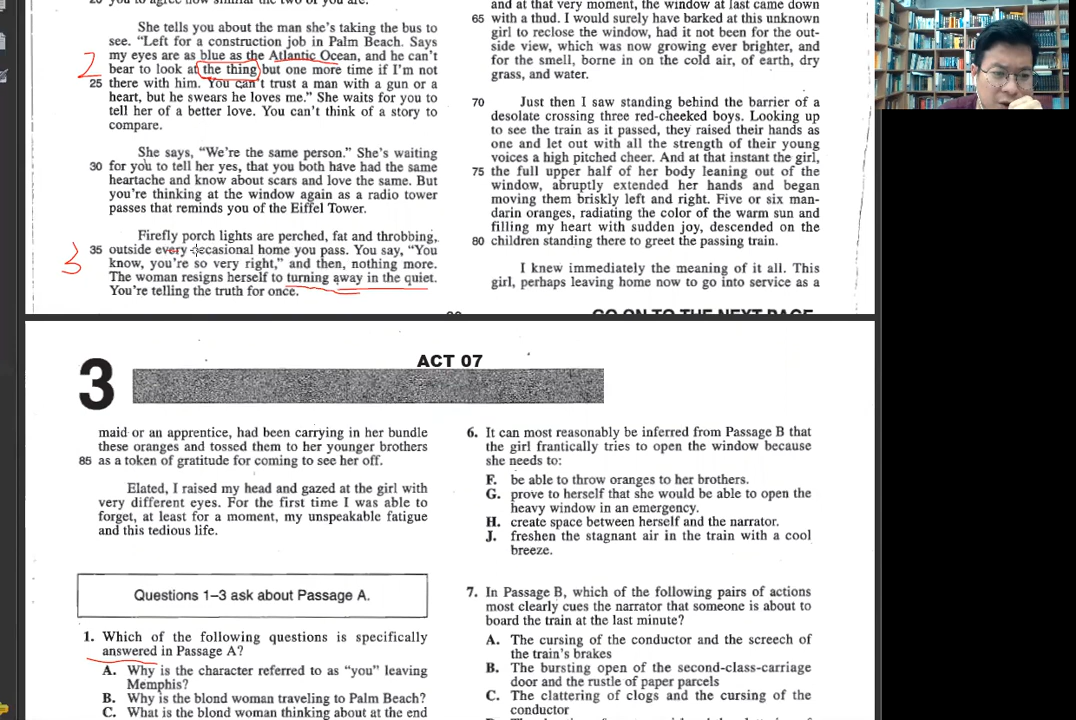 She tells you about the man she's taking the bus to
see. "Left for a construction job in Palm Beach. Says
my eyes are as blue as the Atlantic Ocean, and he can't
2 bear to look at the thing but one more time if I'm not
25 there with him. You can't trust a man with a gun or a
heart, but he swears he loves me." She waits for you to
tell her of a better love. You can't think of a story to
compare.
She says, "We're the same person." She's waiting
30 for you to tell her yes, that you both have had the same
heartache and know about scars and love the same. But
you're thinking at the window again as a radio tower
passes that reminds you of the Eiffel Tower.
Firefly porch lights are perched, fat and throbbing,
3 35 outside every occasional home you pass. You say, "You
know, you're so very right," and then, nothing more.
The woman resigns herself to turning away in the quiet.
You're telling the truth for once.
and at that very moment, the window at last came down
65 with a thud. I would surely have barked at this unknown
girl to reclose the window, had it not been for the out-
side view, which was now growing ever brighter, and
for the smell, borne in on the cold air, of earth, dry
grass, and water.
70 Just then I saw standing behind the barrier of a
desolate crossing three red-cheeked boys. Looking up
to see the train as it passed, they raised their hands as
one and let out with all the strength of their young
voices a high pitched cheer. And at that instant the girl,
75 the full upper half of her body leaning out of the
window, abruptly extended her hands and began
moving them briskly left and right. Five or six man-
darin oranges, radiating the color of the warm sun and
filling my heart with sudden joy, descended on the
80 children standing there to greet the passing train.
I knew immediately the meaning of it all. This
girl, perhaps leaving home now to go into service as a
GO ON TO THE NEXT PAGE
3
ACT 07
maid or an apprentice, had been carrying in her bundle
these oranges and tossed them to her younger brothers
85 as a token of gratitude for coming to see her off.
Elated, I raised my head and gazed at the girl with
very different eyes. For the first time I was able to
forget, at least for a moment, my unspeakable fatigue
and this tedious life.
Questions 1–3 ask about Passage A.
1. Which of the following questions is specifically
answered in Passage A?
A. Why is the character referred to as "you" leaving
Memphis?
B. Why is the blond woman traveling to Palm Beach?
C. What is the blond woman thinking about at the end
6. It can most reasonably be inferred from Passage B that
the girl frantically tries to open the window because
she needs to:
F. be able to throw oranges to her brothers.
G. prove to herself that she would be able to open the
heavy window in an emergency.
H. create space between herself and the narrator.
J. freshen the stagnant air in the train with a cool
breeze.
7. In Passage B, which of the following pairs of actions
most clearly cues the narrator that someone is about to
board the train at the last minute?
A. The cursing of the conductor and the screech of
the train's brakes
B. The bursting open of the second-class-carriage
door and the rustle of paper parcels
C. The clattering of clogs and the cursing of the
conductor